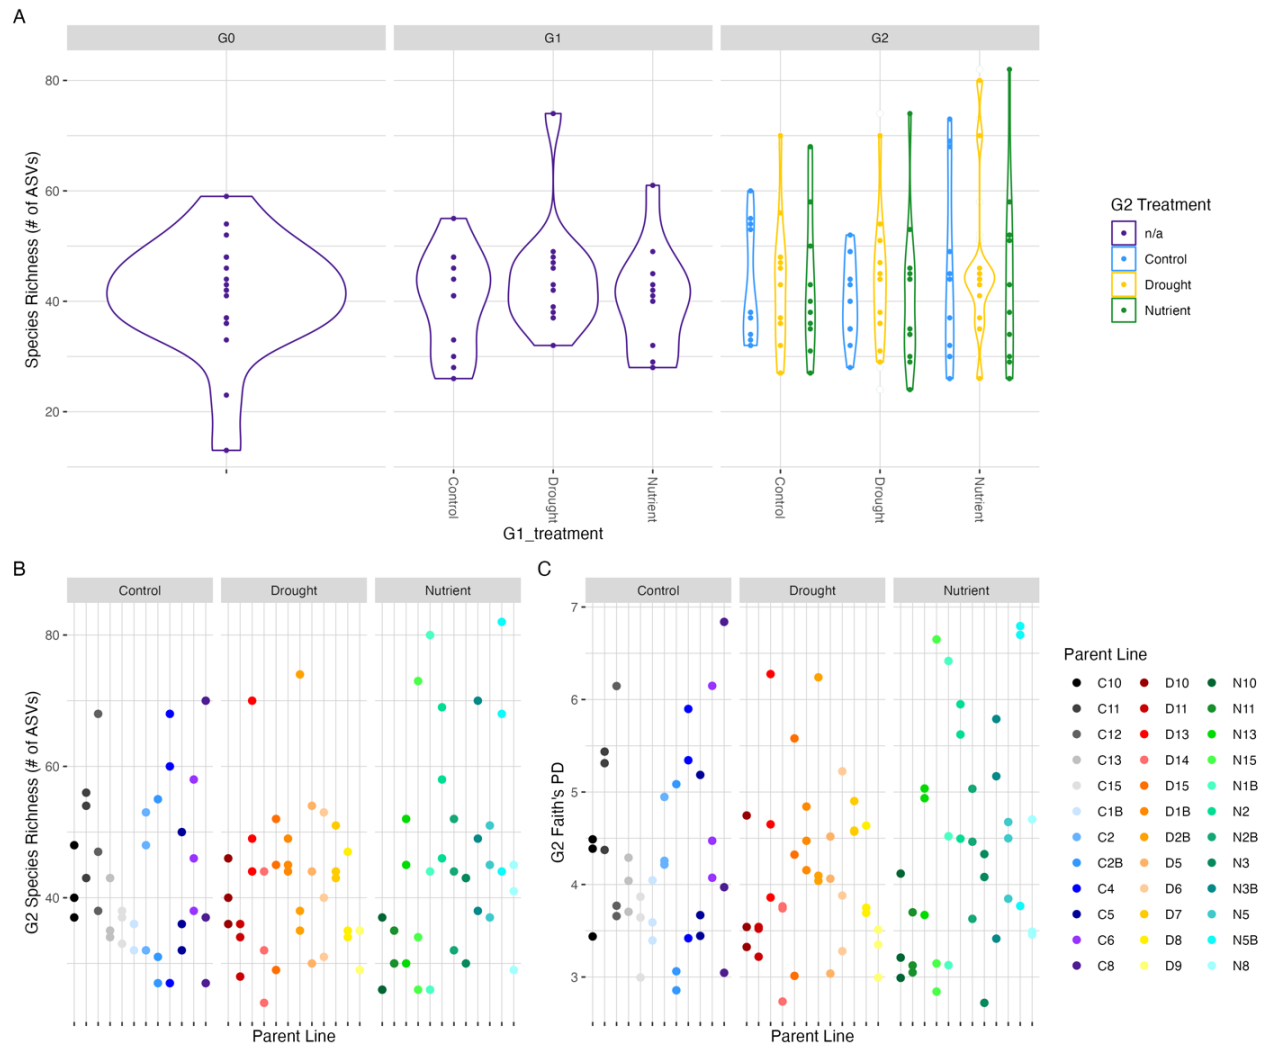 A
G0 G1 G2
80
60
40
20
Species Richness (# of ASVs)
Control Drought Nutrient Control Drought Nutrient
G1_treatment
G2 Treatment
n/a
Control
Drought
Nutrient
B
Control Drought Nutrient
80
60
40
G2 Species Richness (# of ASVs)
Parent Line
C
Control Drought Nutrient
7
6
5
4
3
G2 Faith's PD
Parent Line
Parent Line
C10 D10 N10
C11 D11 N11
C12 D13 N13
C13 D14 N15
C15 D15 N1B
C1B D1B N2
C2 D2B N2B
C2B D5 N3
C4 D6 N3B
C5 D7 N5
C6 D8 N5B
C8 D9 N8